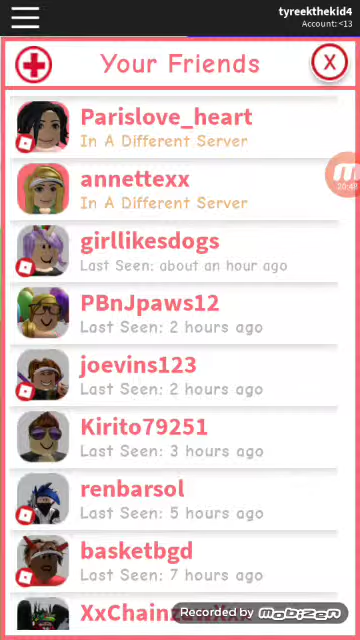 tyreekthekid4
Account: <13
Your Friends
X
Parislove_heart
In A Different Server
annettexx
In A Different Server
20:48
girllikesdogs
Last Seen: about an hour ago
PBnJpaws12
Last Seen: 2 hours ago
joevins123
Last Seen: 2 hours ago
Kirito79251
Last Seen: 3 hours ago
renbarsol
Last Seen: 5 hours ago
basketbgd
Last Seen: 7 hours ago
Recorded by mobizen